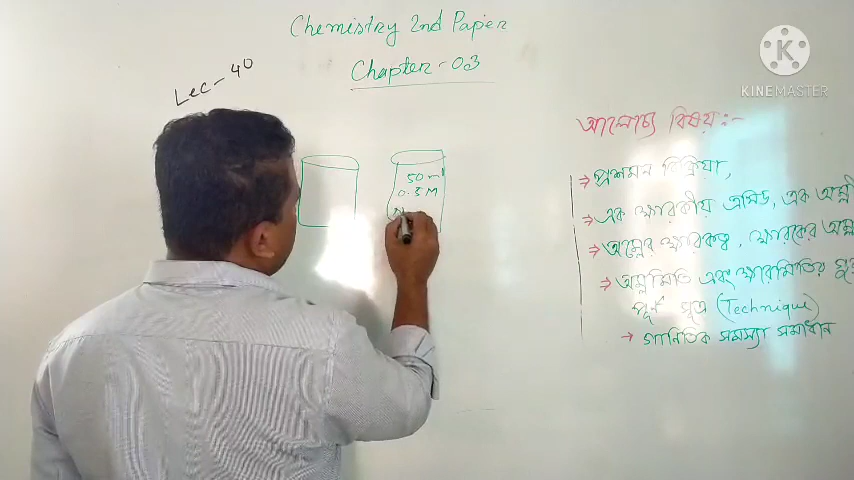 Chemistry 2nd Paper
Chapter - 03
Lec - 40
KINEMASTER
আলোচ্য বিষয় :-
⇒ প্রশমন বিক্রিয়া,
⇒ এক ক্ষারকীয় এসিড, এক অম্লী
⇒ অম্লের ক্ষারকত্ব, ক্ষারকের অম্ল
⇒ অম্লমিতি এবং ক্ষারমিতির
সূত্র (Technique)
→ গানিতিক সমস্যা সমাধান
50 ml
0.5 M